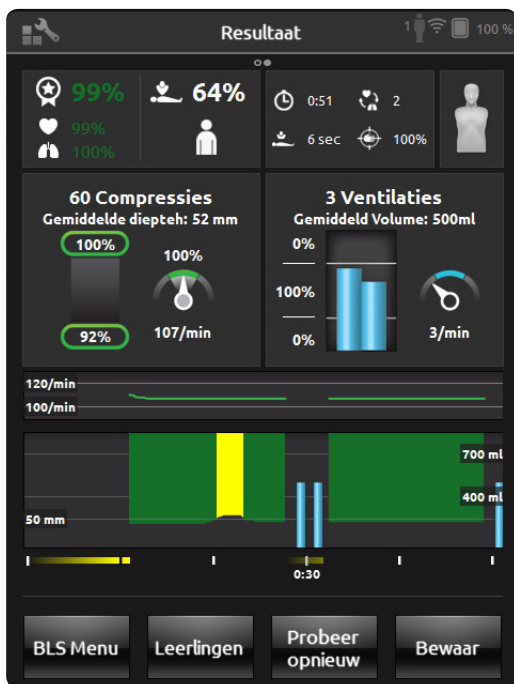 Resultaat
1
100 %
99%
99%
100%
64%
0:51
2
6 sec
100%
60 Compressies
Gemiddelde diepteh: 52 mm
100%
100%
92%
107/min
3 Ventilaties
Gemiddeld Volume: 500ml
0%
100%
0%
3/min
120/min
100/min
700 ml
400 ml
50 mm
0:30
BLS Menu
Leerlingen
Probeer
opnieuw
Bewaar